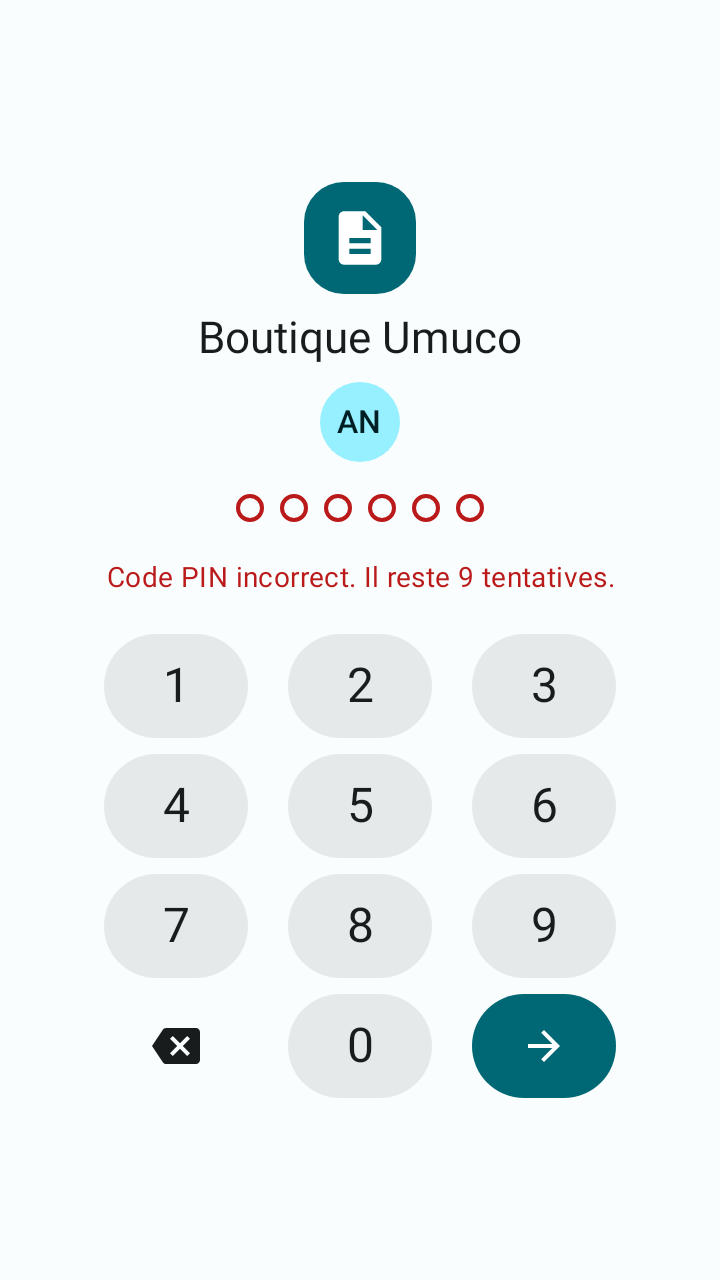 Boutique Umuco
AN
Code PIN incorrect. Il reste 9 tentatives.
1 2 3
4 5 6
7 8 9
0